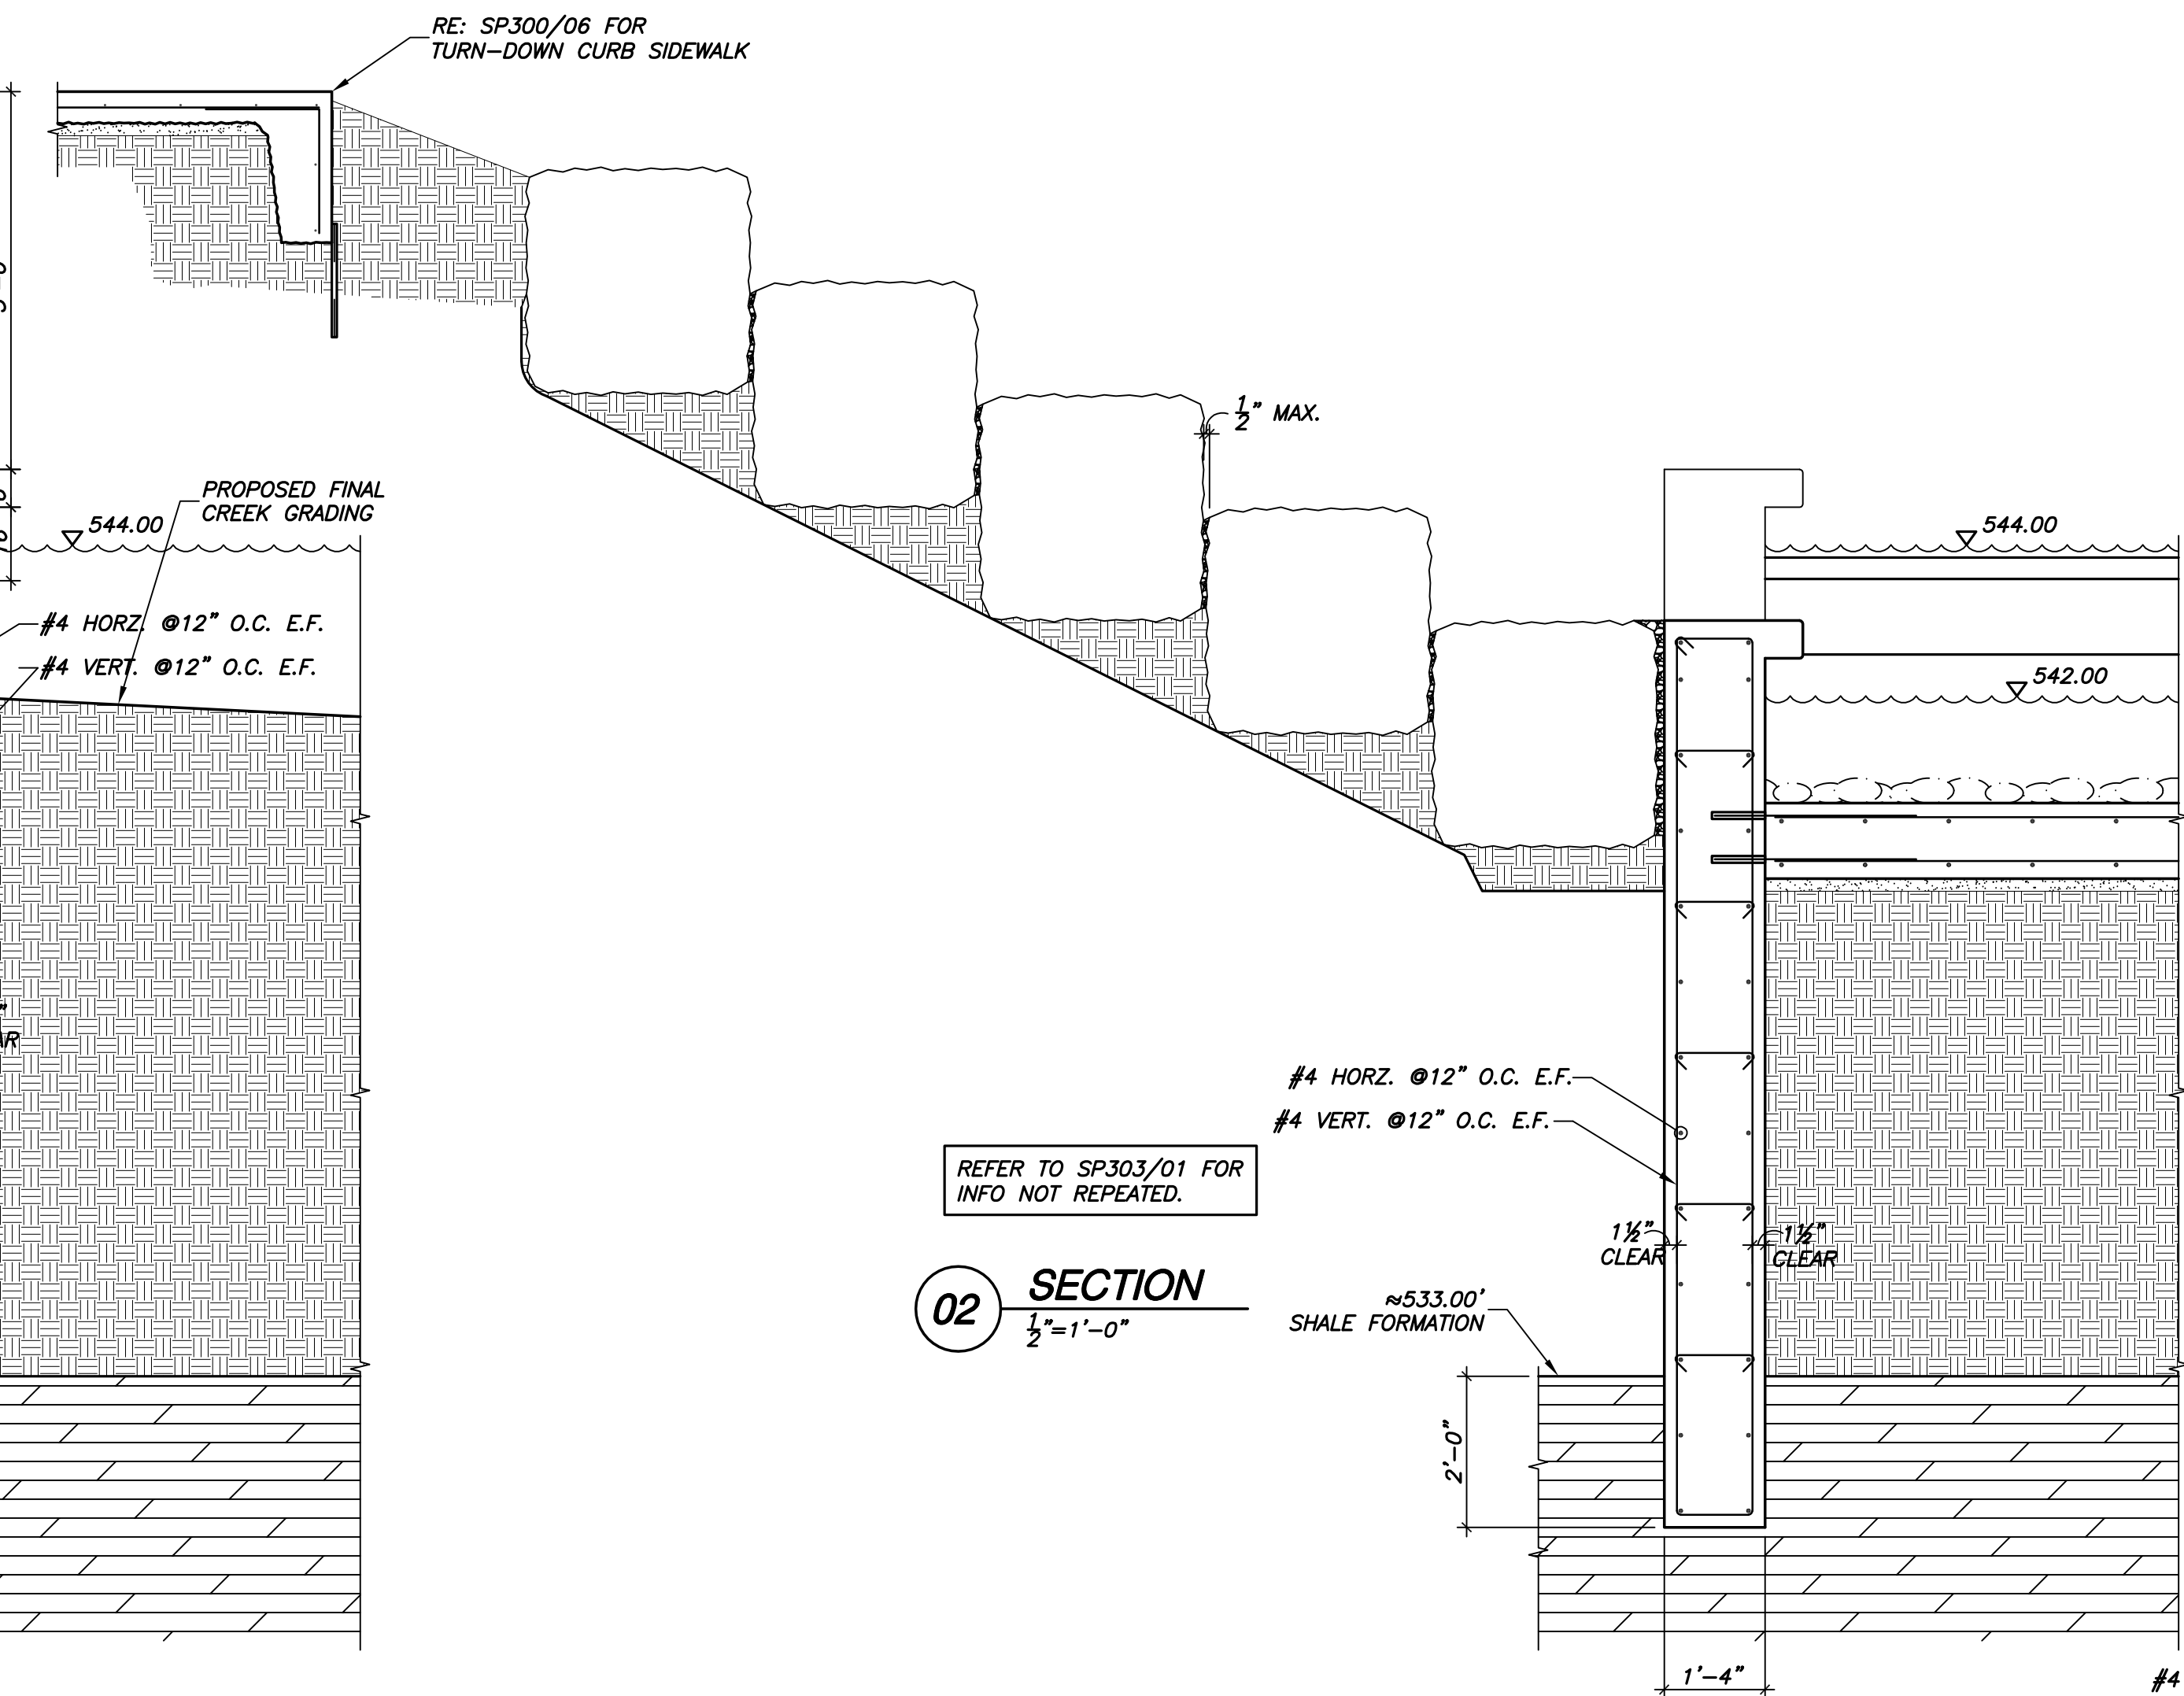 RE: SP300/06 FOR
TURN-DOWN CURB SIDEWALK
1/2" MAX.
PROPOSED FINAL
CREEK GRADING
544.00
#4 HORZ. @12" O.C. E.F.
#4 VERT. @12" O.C. E.F.
544.00
542.00
#4 HORZ. @12" O.C. E.F.
#4 VERT. @12" O.C. E.F.
REFER TO SP303/01 FOR
INFO NOT REPEATED.
1½"
CLEAR
1½"
CLEAR
02
SECTION
1/2"=1'-0"
≈533.00'
SHALE FORMATION
2'-0"
1'-4"
#4